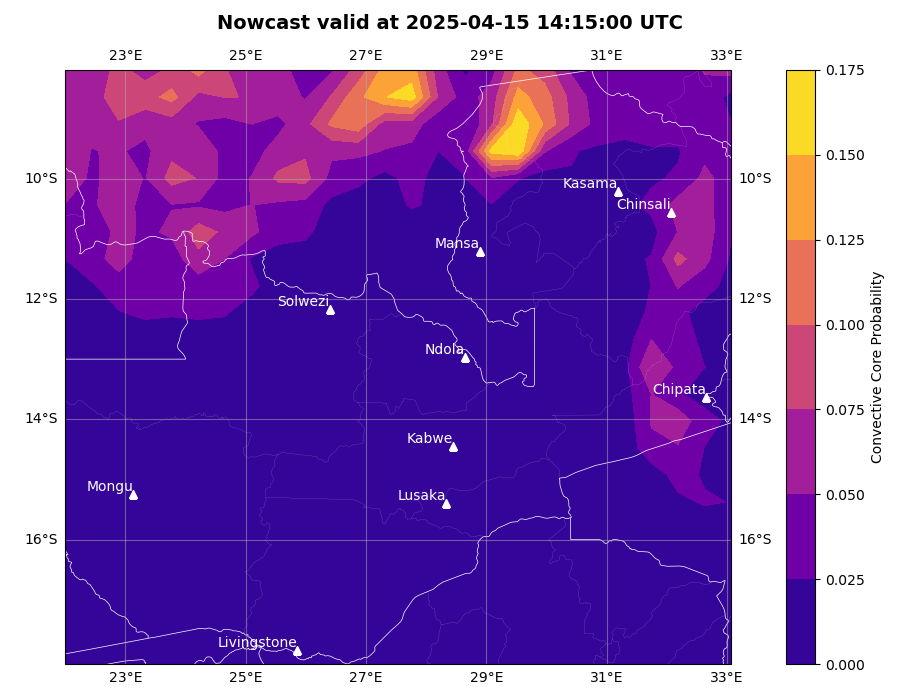 Nowcast valid at 2025-04-15 14:15:00 UTC
23°E 25°E 27°E 29°E 31°E 33°E
0.175
0.150
10°S 10°S
Kasama
Chinsali
0.125
Mansa
12°S 12°S
Solwezi
0.100
Ndola
Chipata
0.075
14°S 14°S
Kabwe
Mongu
Lusaka
0.050
16°S 16°S
0.025
Livingstone
0.000
23°E 25°E 27°E 29°E 31°E 33°E
Convective Core Probability